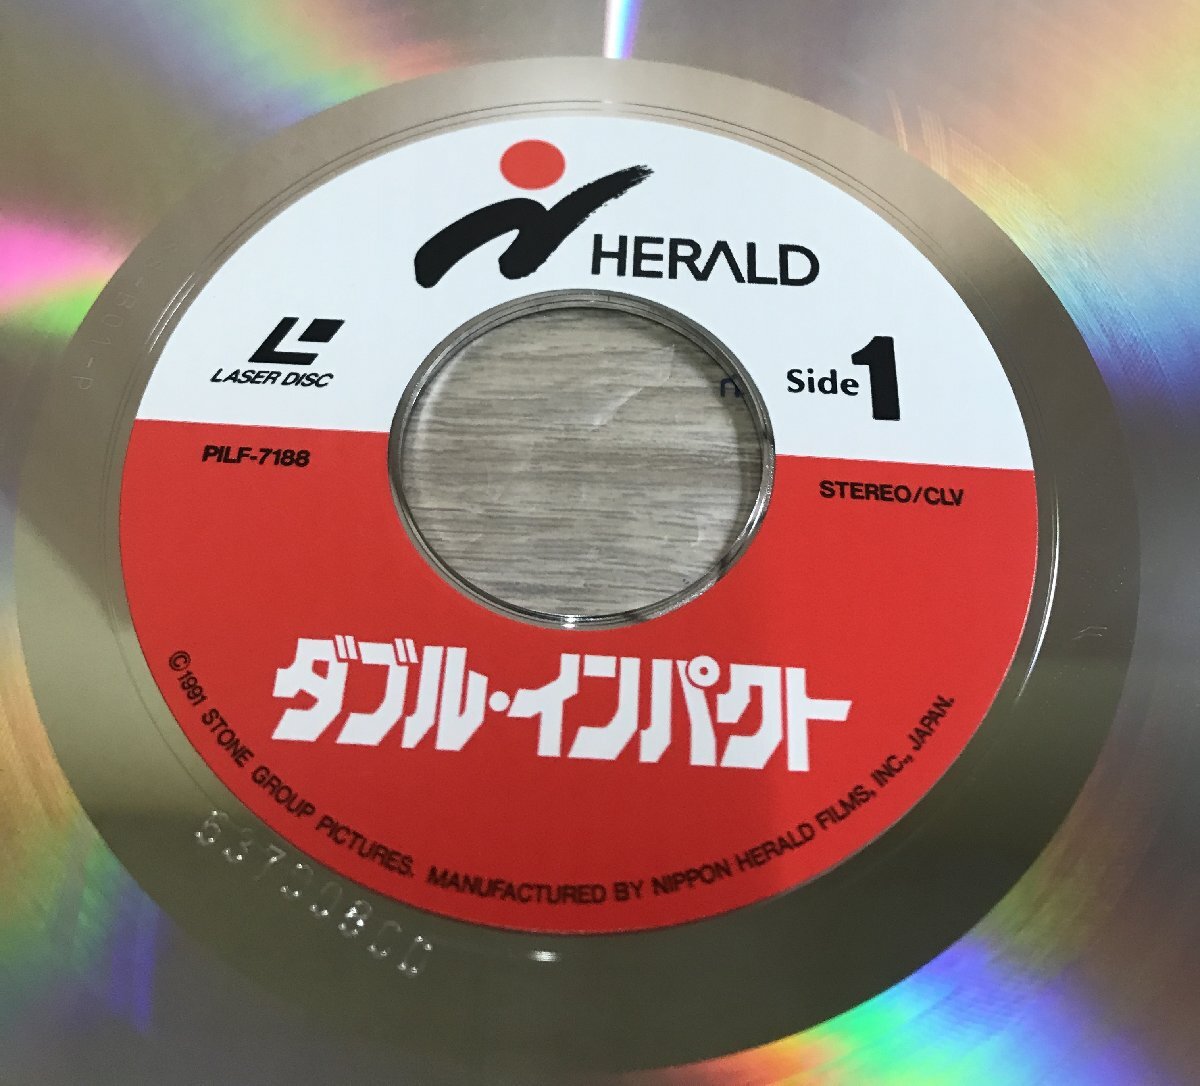 HERALD
LASER DISC
Side 1
PILF-7188
STEREO/CLV
ダブル・インパクト
©1991 STONE GROUP PICTURES. MANUFACTURED BY NIPPON HERALD FILMS, INC., JAPAN.